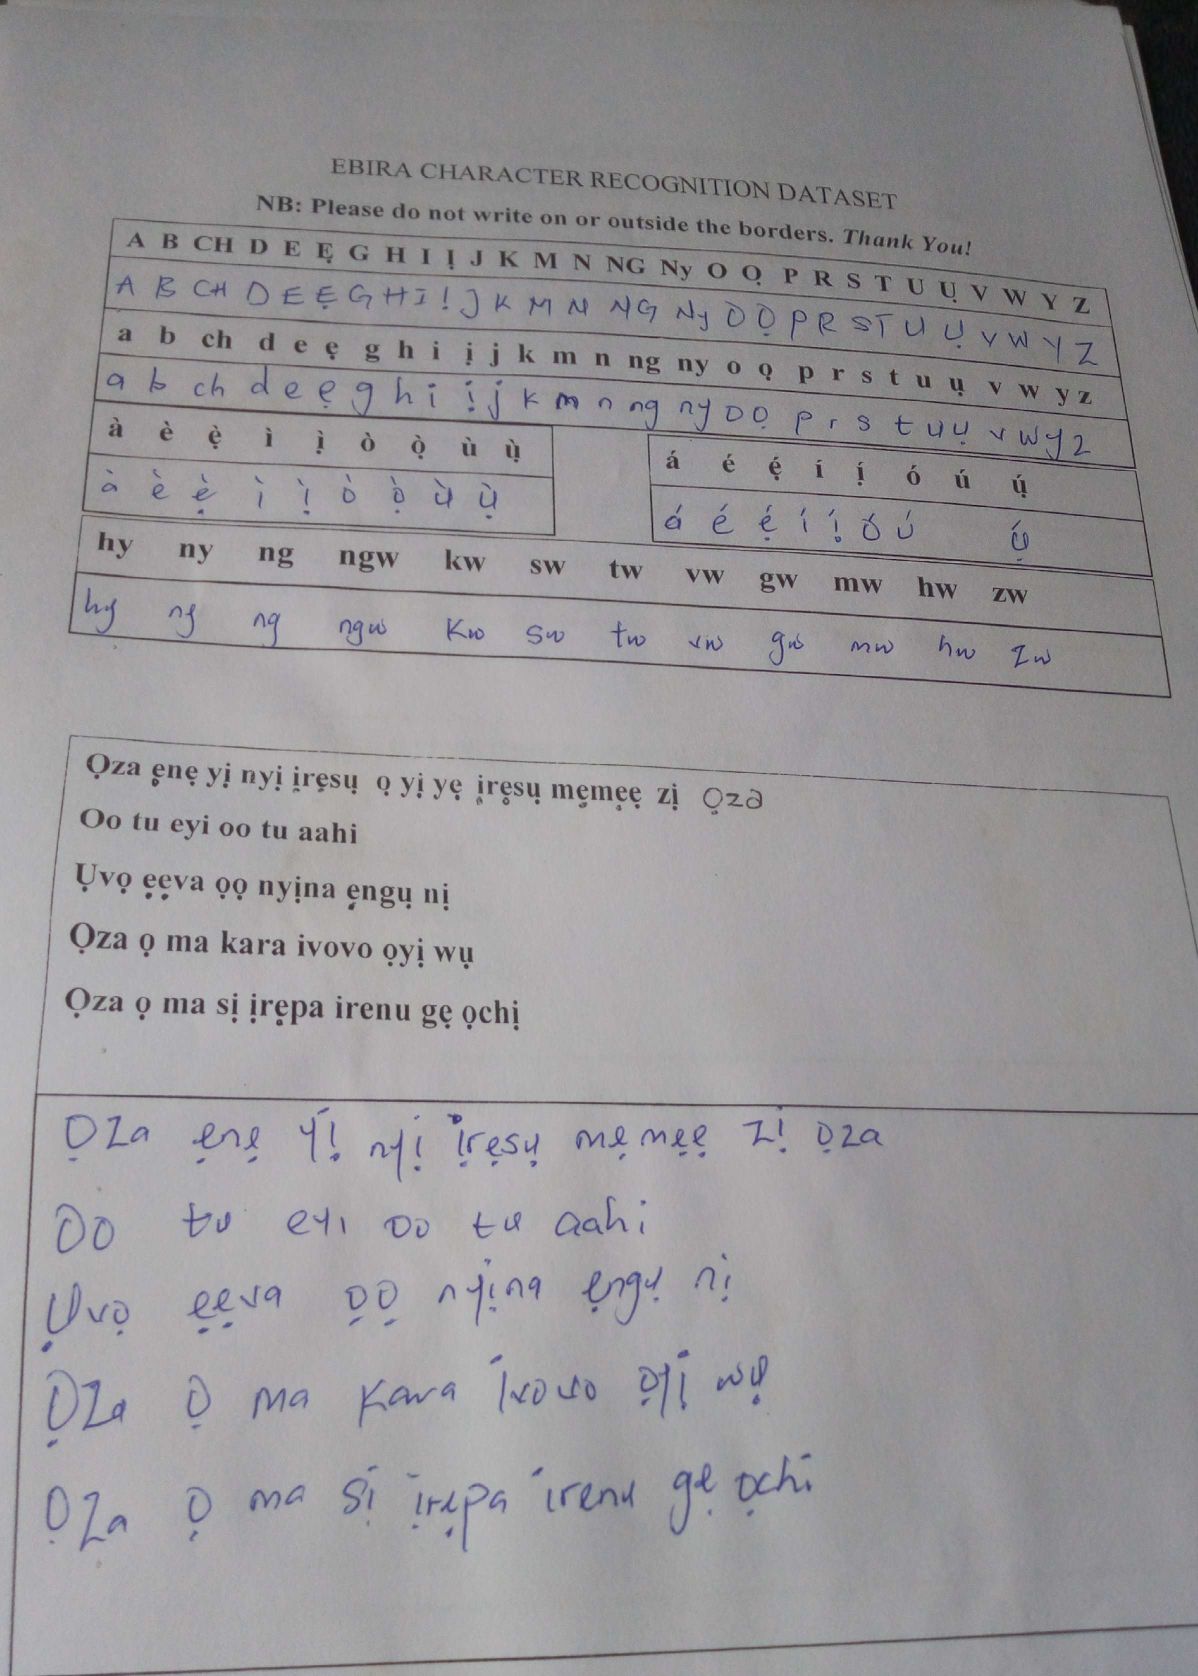 EBIRA CHARACTER RECOGNITION DATASET
NB: Please do not write on or outside the borders. Thank You!
A B CH D E Ẹ G H I Ị J K M N NG Ny O Ọ P R S T U Ụ V W Y Z
A B CH D E Ẹ G H I Ị J K M N NG Ny O Ọ P R S T U Ụ V W Y Z
a b ch d e ẹ g h i ị j k m n ng ny o ọ p r s t u ụ v w y z
a b ch d e ẹ g h i ị j k m n ng ny o ọ p r s t u ụ v w y z
à è ẹ̀ ì ị̀ ò ọ̀ ù ụ̀
à è ẹ̀ ì ị̀ ò ọ̀ ù ụ̀
á é ẹ́ í ị́ ó ú ụ́
á é ẹ́ í ị́ ó ú ụ́
hy ny ng ngw kw sw tw vw gw mw hw zw
hy ny ng ngw kw sw tw vw gw mw hw zw
Ọza ẹnẹ yị nyị ịrẹsụ ọ yị yẹ ịrẹsụ mẹmẹẹ zị ọza
Oo tu eyi oo tu aahi
Ụvọ ẹẹva ọọ nyịna ẹngụ nị
Ọza ọ ma kara ivovo ọyị wụ
Ọza ọ ma sị ịrẹpa irenu gẹ ọchị
Ọza ẹnẹ yị nyị ịrẹsụ mẹmẹẹ zị ọza
Oo tu eyi oo tu aahi
Ụvọ ẹẹva ọọ nyịna ẹngụ nị
Ọza Ọ ma kara ivovo ọyị wụ
Ọza Ọ ma sị ịrẹpa irenu gẹ ọchi